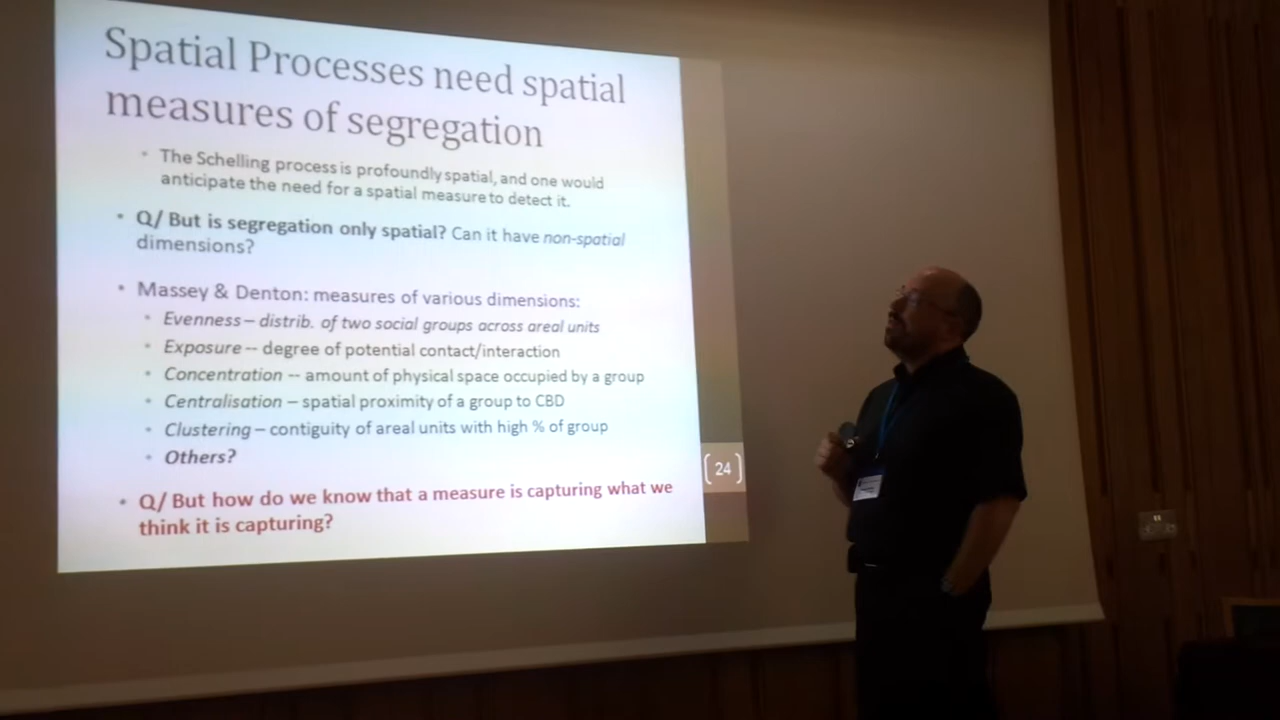 Spatial Processes need spatial
measures of segregation
• The Schelling process is profoundly spatial, and one would
anticipate the need for a spatial measure to detect it.
• Q/ But is segregation only spatial? Can it have non-spatial
dimensions?
• Massey & Denton: measures of various dimensions:
• Evenness – distrib. of two social groups across areal units
• Exposure -- degree of potential contact/interaction
• Concentration -- amount of physical space occupied by a group
• Centralisation – spatial proximity of a group to CBD
• Clustering – contiguity of areal units with high % of group
• Others?
• Q/ But how do we know that a measure is capturing what we
think it is capturing?
24